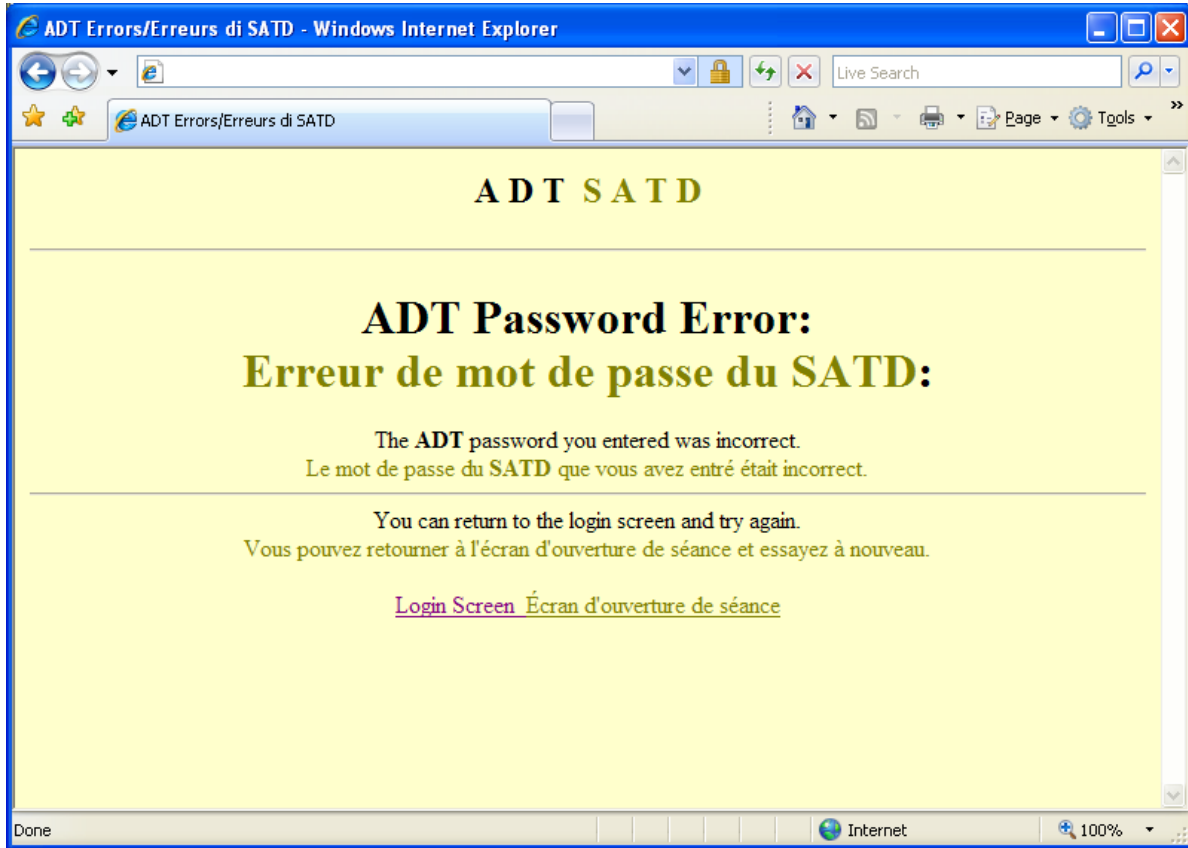 ADT Errors/Erreurs di SATD - Windows Internet Explorer
Live Search
ADT Errors/Erreurs di SATD
Page Tools »
A D T S A T D
ADT Password Error:
Erreur de mot de passe du SATD:
The ADT password you entered was incorrect.
Le mot de passe du SATD que vous avez entré était incorrect.
You can return to the login screen and try again.
Vous pouvez retourner à l'écran d'ouverture de séance et essayez à nouveau.
Login Screen Écran d'ouverture de séance
Done Internet 100%